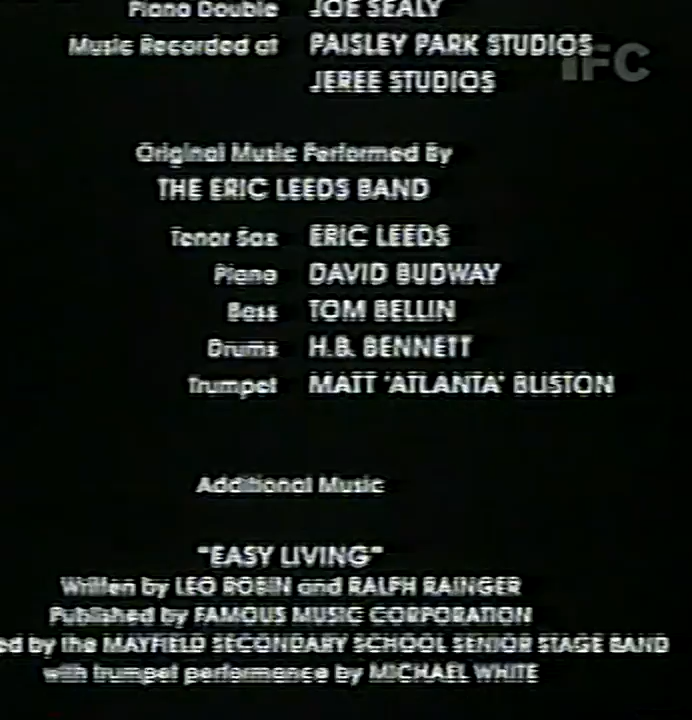 Piano Double JOE SEALY
Music Recorded at PAISLEY PARK STUDIOS
IFC
JEREE STUDIOS
Original Music Performed By
THE ERIC LEEDS BAND
Tenor Sax ERIC LEEDS
Piano DAVID BUDWAY
Bass TOM BELLIN
Drums H.B. BENNETT
Trumpet MATT 'ATLANTA' BLISTON
Additional Music
"EASY LIVING"
Written by LEO ROBIN and RALPH RAINGER
Published by FAMOUS MUSIC CORPORATION
ed by the MAYFIELD SECONDARY SCHOOL SENIOR STAGE BAND
with trumpet performance by MICHAEL WHITE